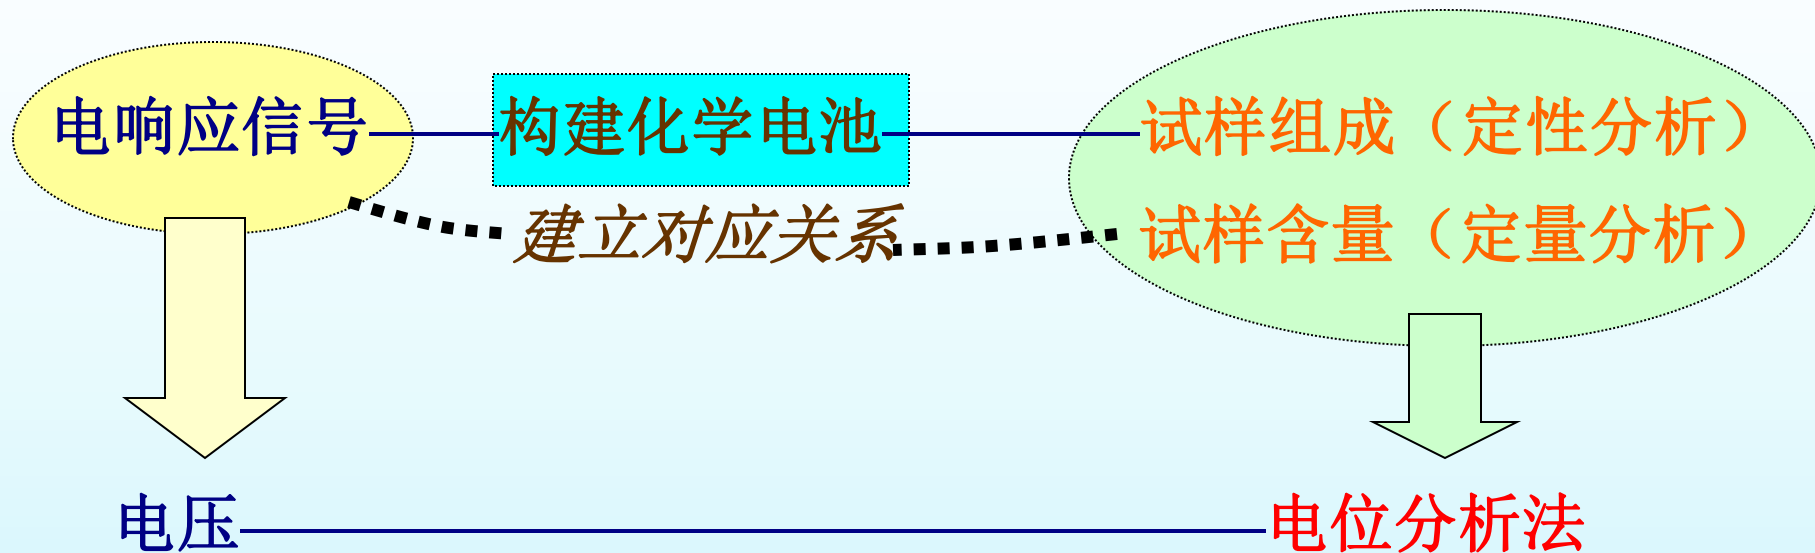 电响应信号 构建化学电池 试样组成（定性分析）
建立对应关系 试样含量（定量分析）
电压 电位分析法